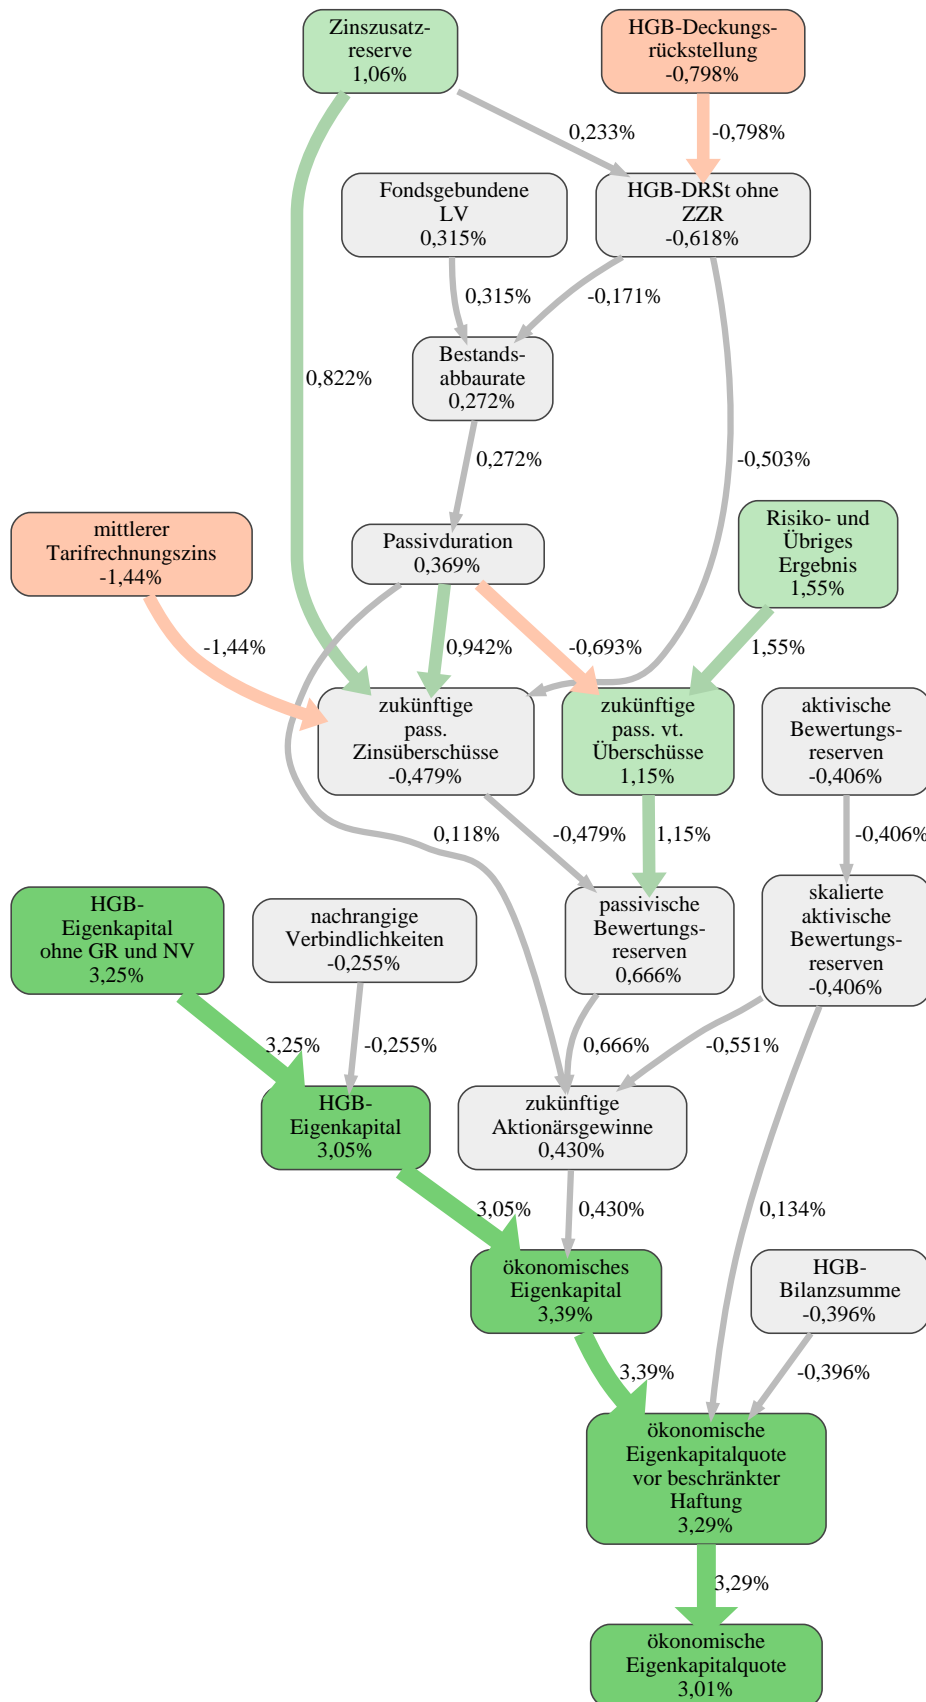 Zinszusatz-
reserve
1,06%
HGB-Deckungs-
rückstellung
-0,798%
0,233%
-0,798%
Fondsgebundene
LV
0,315%
HGB-DRSt ohne
ZZR
-0,618%
0,315%
-0,171%
Bestands-
abbaurate
0,272%
0,822%
0,272%
-0,503%
mittlerer
Tarifrechnungszins
-1,44%
Passivduration
0,369%
Risiko- und
Übriges
Ergebnis
1,55%
-1,44%
0,942%
-0,693%
1,55%
zukünftige
pass.
Zinsüberschüsse
-0,479%
zukünftige
pass. vt.
Überschüsse
1,15%
aktivische
Bewertungs-
reserven
-0,406%
0,118%
-0,479%
1,15%
-0,406%
HGB-
Eigenkapital
ohne GR und NV
3,25%
nachrangige
Verbindlichkeiten
-0,255%
passivische
Bewertungs-
reserven
0,666%
skalierte
aktivische
Bewertungs-
reserven
-0,406%
3,25%
-0,255%
0,666%
-0,551%
HGB-
Eigenkapital
3,05%
zukünftige
Aktionärsgewinne
0,430%
3,05%
0,430%
0,134%
ökonomisches
Eigenkapital
3,39%
HGB-
Bilanzsumme
-0,396%
3,39%
-0,396%
ökonomische
Eigenkapitalquote
vor beschränkter
Haftung
3,29%
3,29%
ökonomische
Eigenkapitalquote
3,01%